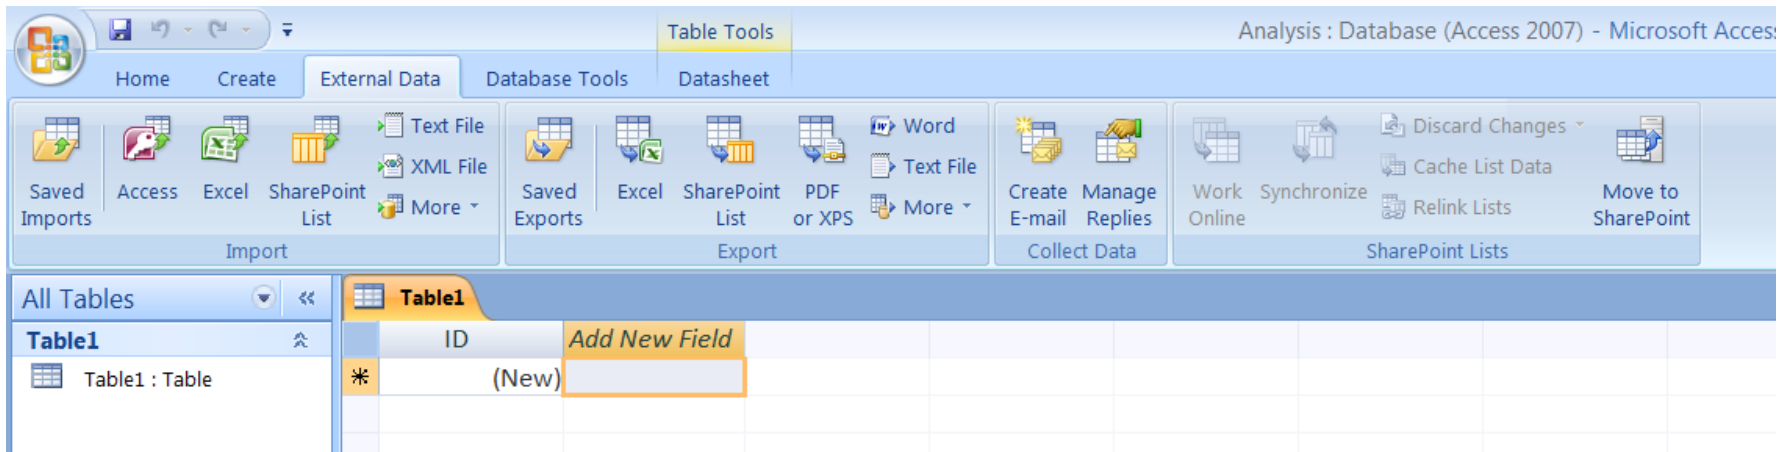 Table Tools
Analysis : Database (Access 2007) - Microsoft Access
Home Create External Data Database Tools Datasheet
Saved Imports
Access
Excel
SharePoint List
Text File
XML File
More
Import
Saved Exports
Excel
SharePoint List
PDF or XPS
Word
Text File
More
Export
Create E-mail
Manage Replies
Collect Data
Work Online
Synchronize
Discard Changes
Cache List Data
Relink Lists
Move to SharePoint
SharePoint Lists
All Tables
Table1
Table1 : Table
Table1
ID Add New Field
(New)